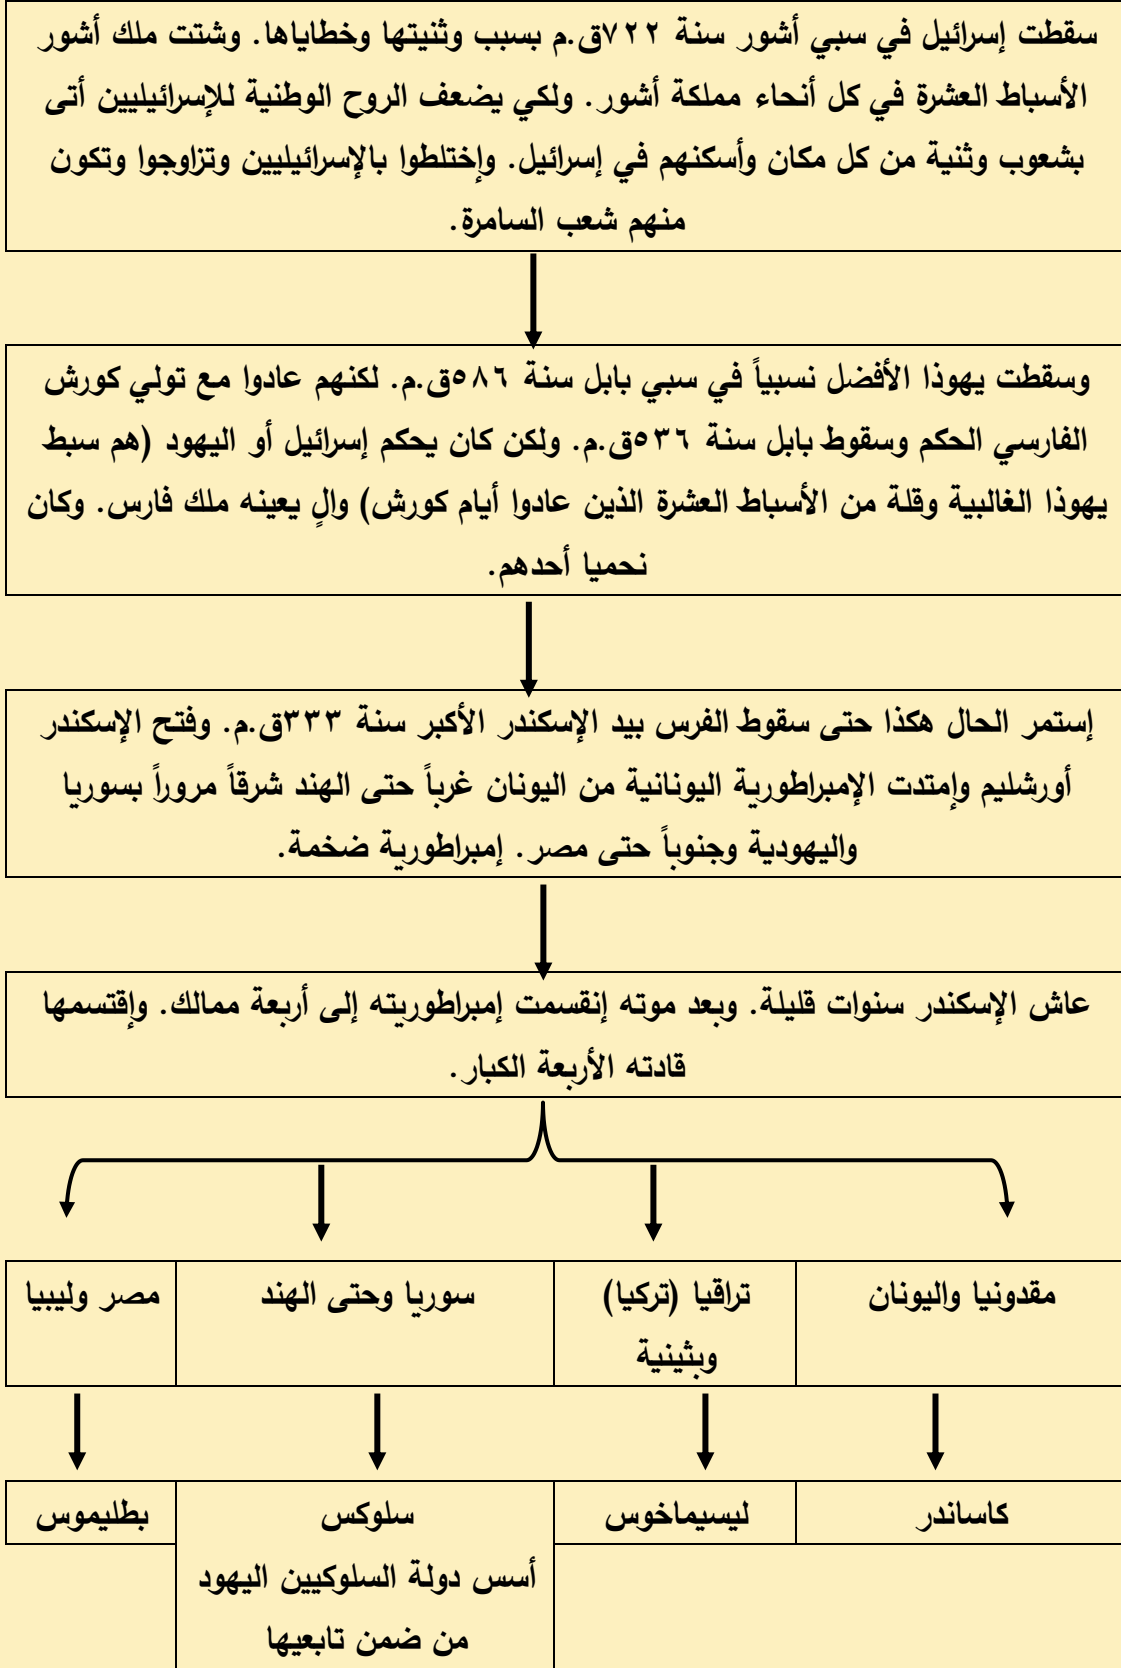 سقطت إسرائيل في سبي أشور سنة ٧٢٢ق.م بسبب وثنيتها وخطاياها. وشتت ملك أشور
الأسباط العشرة في كل أنحاء مملكة أشور. ولكي يضعف الروح الوطنية للإسرائيليين أتى
بشعوب وثنية من كل مكان وأسكنهم في إسرائيل. وإختلطوا بالإسرائيليين وتزاوجوا وتكون
منهم شعب السامرة.
وسقطت يهوذا الأفضل نسبياً في سبي بابل سنة ٥٨٦ق.م. لكنهم عادوا مع تولي كورش
الفارسي الحكم وسقوط بابل سنة ٥٣٦ق.م. ولكن كان يحكم إسرائيل أو اليهود (هم سبط
يهوذا الغالبية وقلة من الأسباط العشرة الذين عادوا أيام كورش) والٍ يعينه ملك فارس. وكان
نحميا أحدهم.
إستمر الحال هكذا حتى سقوط الفرس بيد الإسكندر الأكبر سنة ٣٣٣ق.م. وفتح الإسكندر
أورشليم وإمتدت الإمبراطورية اليونانية من اليونان غرباً حتى الهند شرقاً مروراً بسوريا
واليهودية وجنوباً حتى مصر. إمبراطورية ضخمة.
عاش الإسكندر سنوات قليلة. وبعد موته إنقسمت إمبراطوريته إلى أربعة ممالك. وإقتسمها
قادته الأربعة الكبار.
مقدونيا واليونان
تراقيا (تركيا)
وبثينية
سوريا وحتى الهند
مصر وليبيا
كاساندر
ليسيماخوس
سلوكس
أسس دولة السلوكيين اليهود
من ضمن تابعيها
بطليموس